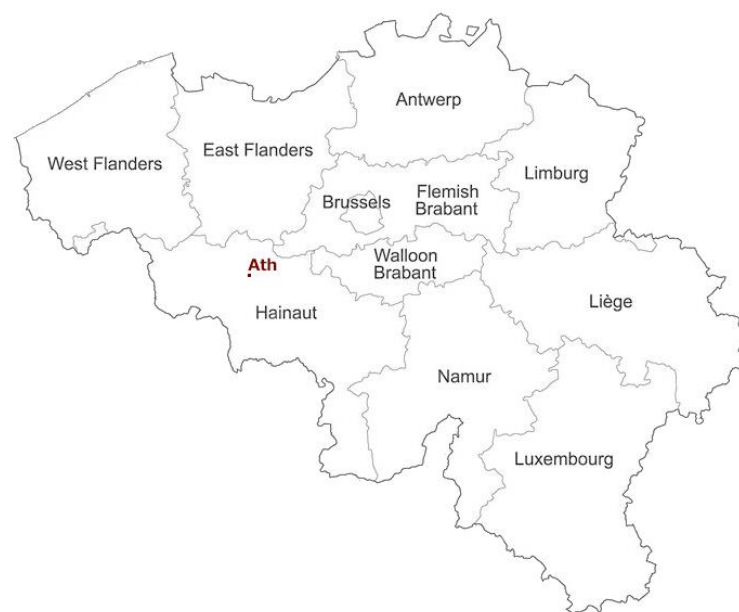 Antwerp
West Flanders
East Flanders
Limburg
Brussels
Flemish
Brabant
Walloon
Brabant
Ath
Hainaut
Liège
Namur
Luxembourg